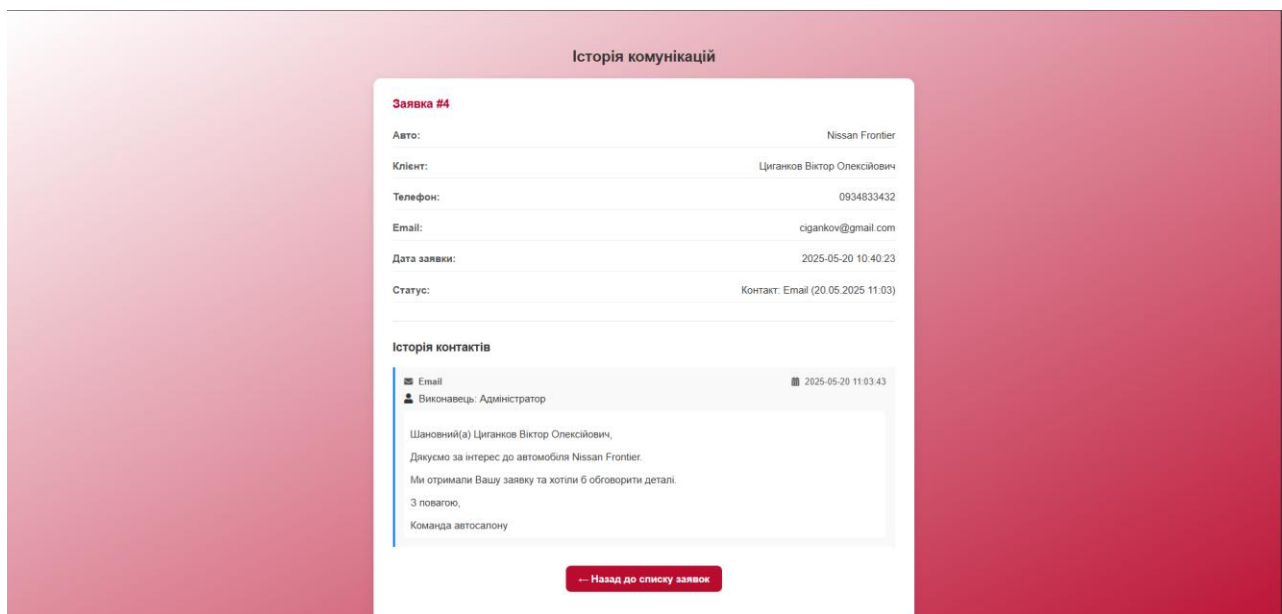 Історія комунікацій
Заявка #4
Авто: Nissan Frontier
Клієнт: Циганков Віктор Олексійович
Телефон: 0934833432
Email: cigankov@gmail.com
Дата заявки: 2025-05-20 10:40:23
Статус: Контакт: Email (20.05.2025 11:03)
Історія контактів
Email 2025-05-20 11:03:43
Виконавець: Адміністратор
Шановний(а) Циганков Віктор Олексійович,
Дякуємо за інтерес до автомобіля Nissan Frontier.
Ми отримали Вашу заявку та хотіли б обговорити деталі.
З повагою,
Команда автосалону
← Назад до списку заявок